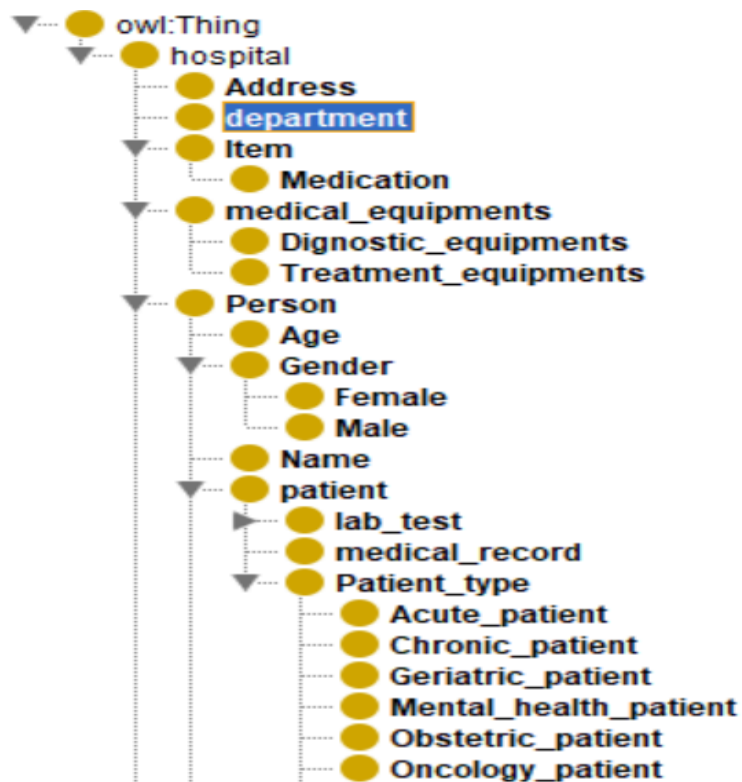 owl:Thing
hospital
Address
department
Item
Medication
medical_equipments
Dignostic_equipments
Treatment_equipments
Person
Age
Gender
Female
Male
Name
patient
lab_test
medical_record
Patient_type
Acute_patient
Chronic_patient
Geriatric_patient
Mental_health_patient
Obstetric_patient
Oncology_patient